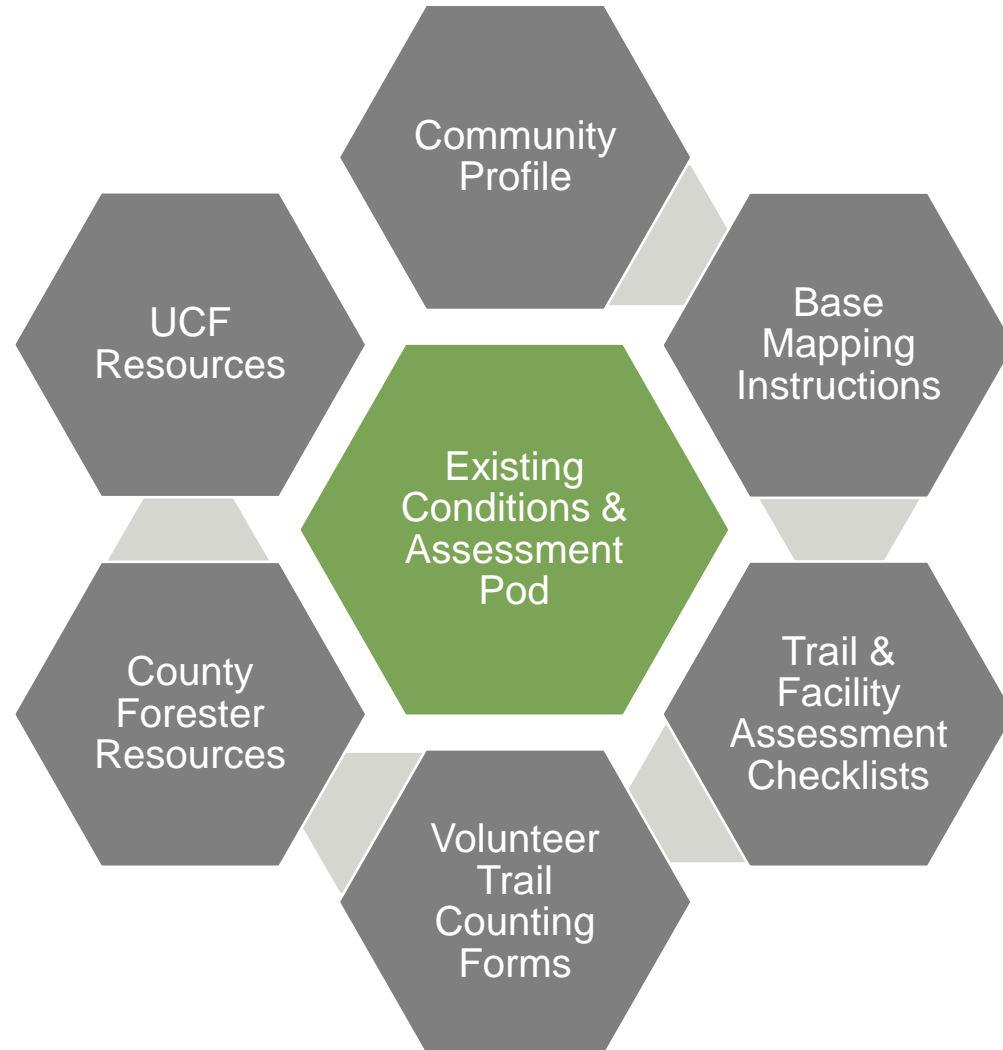 Community
Profile
UCF
Resources
Base
Mapping
Instructions
Existing
Conditions &
Assessment
Pod
County
Forester
Resources
Trail &
Facility
Assessment
Checklists
Volunteer
Trail
Counting
Forms